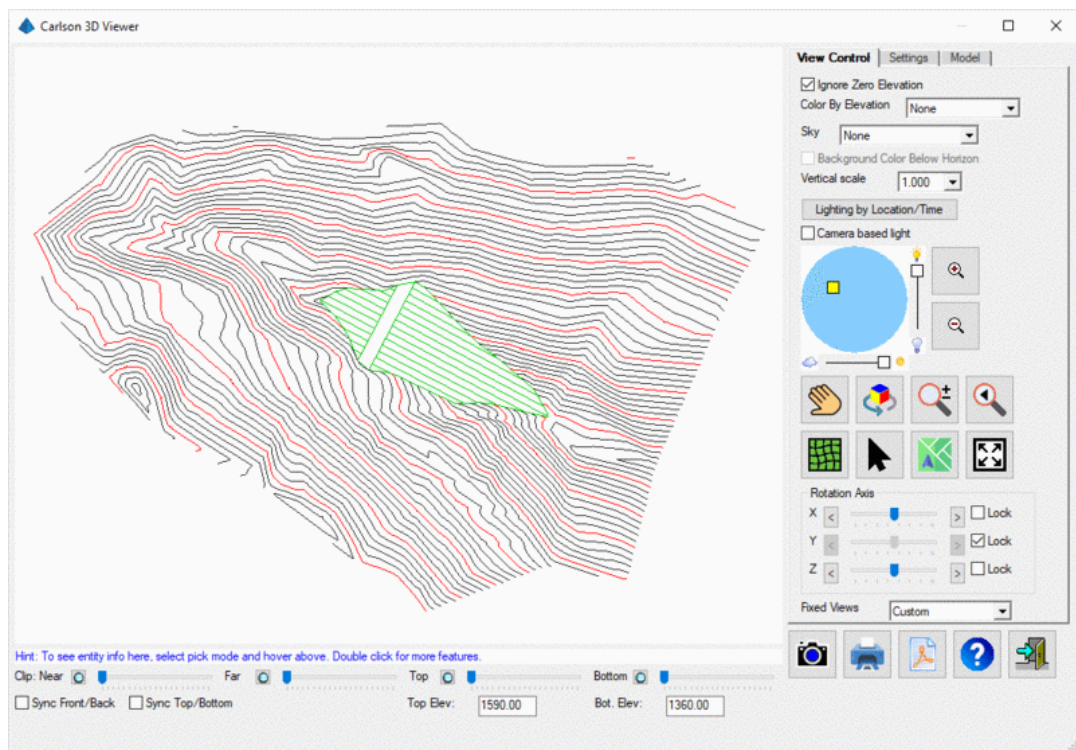 Carlson 3D Viewer
View Control Settings Model
Ignore Zero Elevation
Color By Elevation None
Sky None
Background Color Below Horizon
Vertical scale 1.000
Lighting by Location/Time
Camera based light
Rotation Axis
X < > Lock
Y < > Lock
Z < > Lock
Fixed Views Custom
Hint: To see entity info here, select pick mode and hover above. Double click for more features.
Clip: Near Far Top Bottom
Sync Front/Back Sync Top/Bottom Top Elev: 1590.00 Bot. Elev: 1360.00